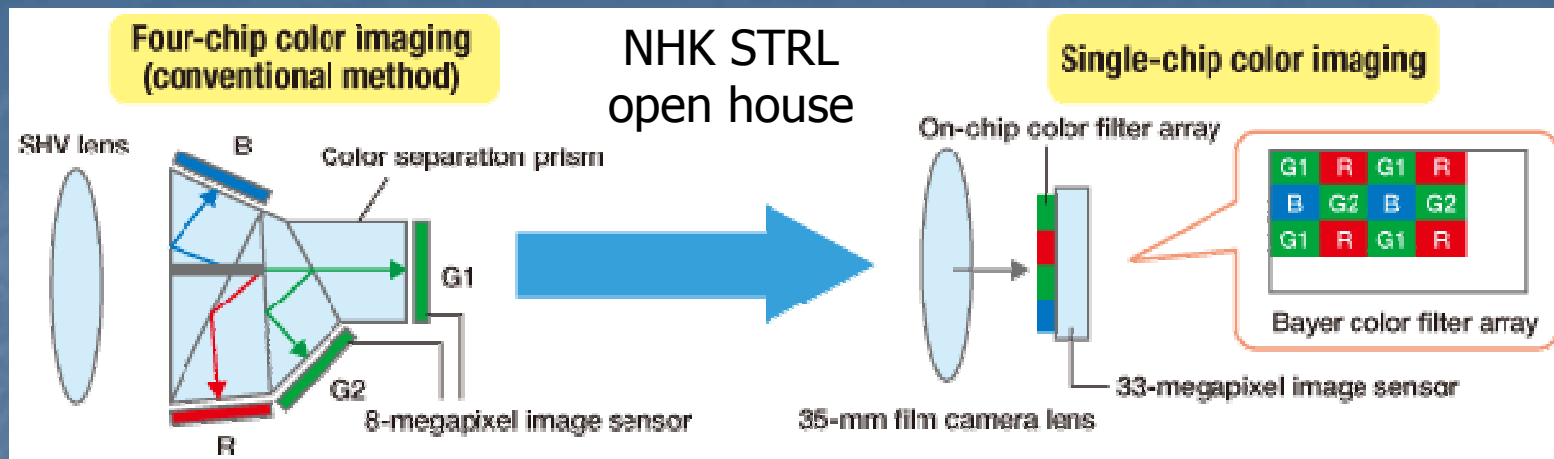 Four-chip color imaging
(conventional method)
NHK STRL
open house
Single-chip color imaging
SHV lens
B
Color separation prism
G1
G2
R
8-megapixel image sensor
On-chip color filter array
G1 R G1 R
B G2 B G2
G1 R G1 R
Bayer color filter array
33-megapixel image sensor
35-mm film camera lens